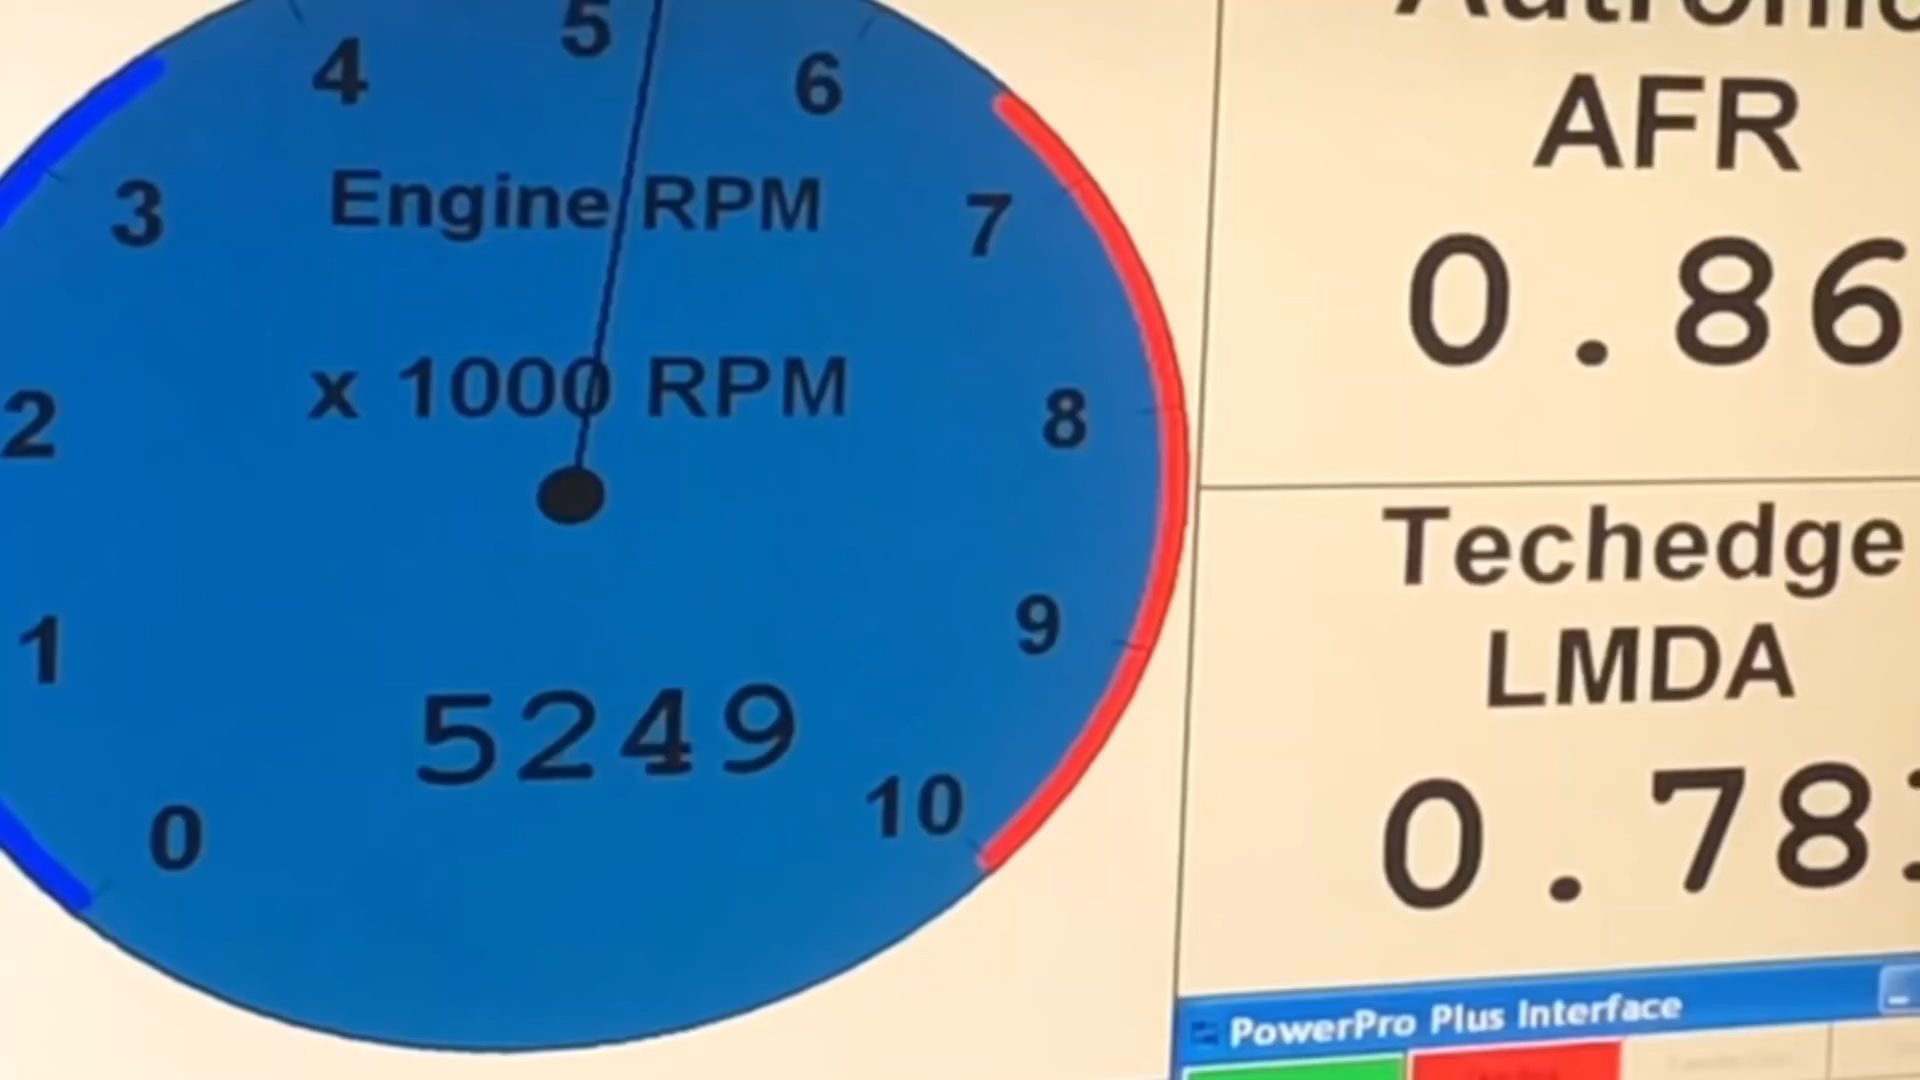 4
5
6
3
7
Engine RPM
x 1000 RPM
2
8
1
9
5249
0
10
AFR
0.86
Techedge
LMDA
0.78
PowerPro Plus Interface